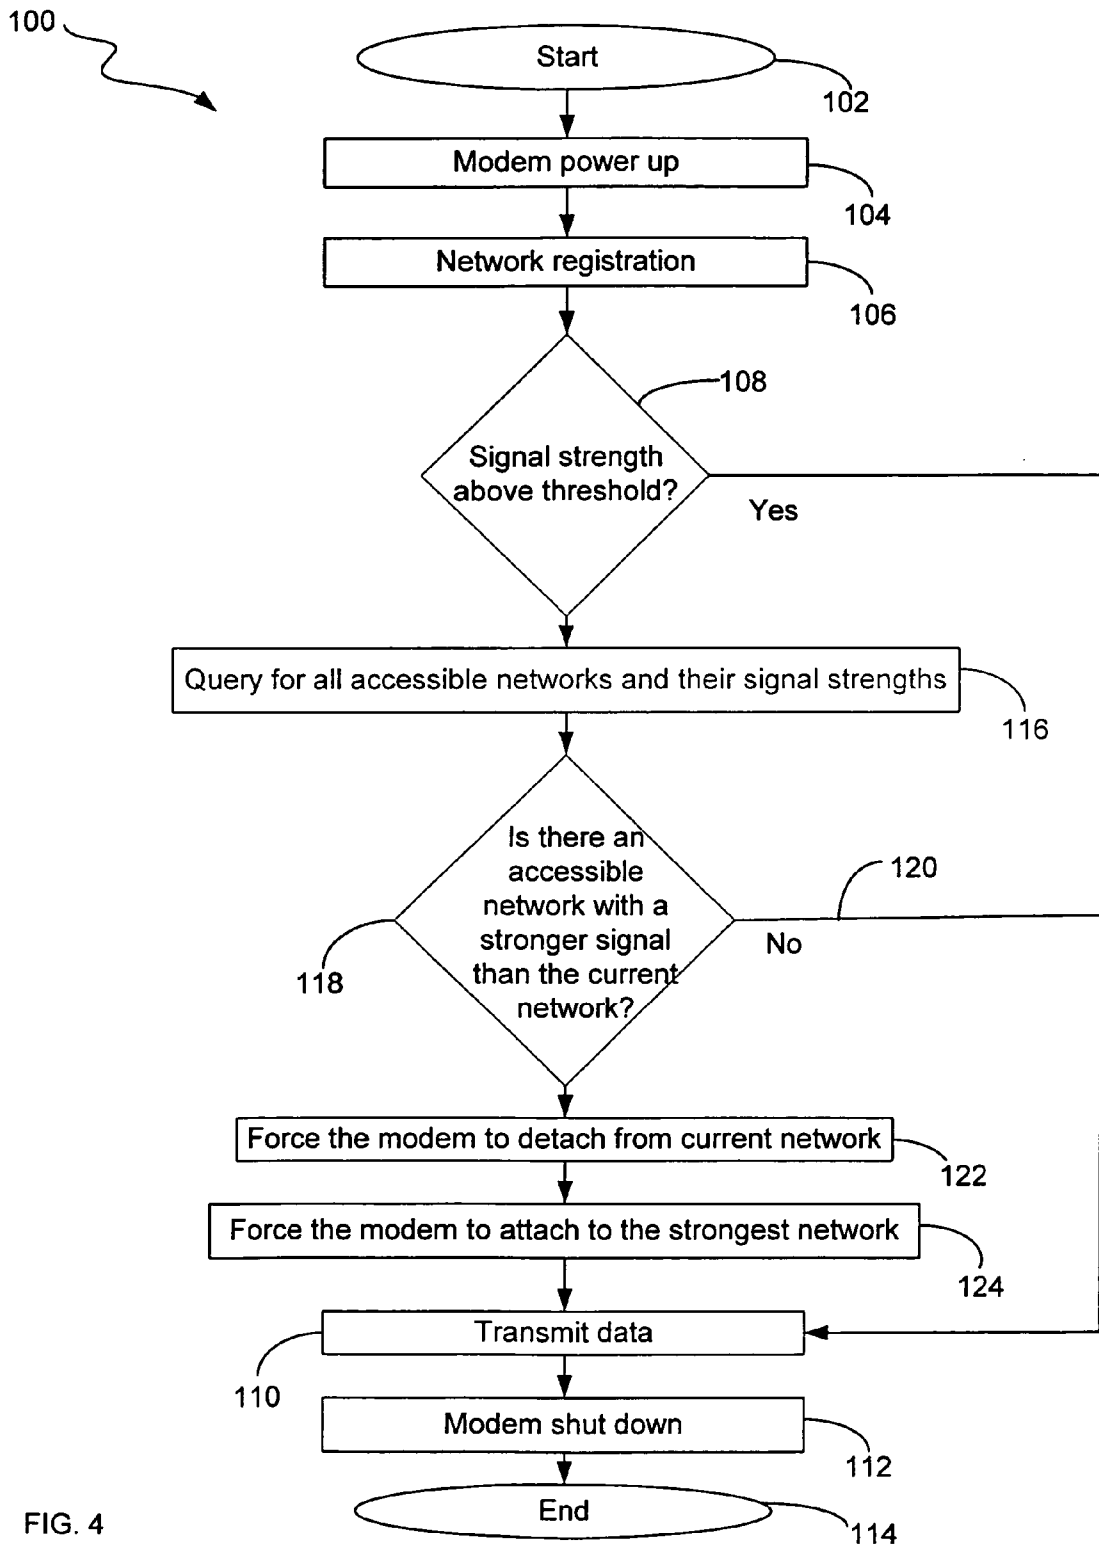 100
Start
102
Modem power up
104
Network registration
106
108
Signal strength
above threshold?
Yes
Query for all accessible networks and their signal strengths
116
Is there an
accessible
network with a
stronger signal
than the current
network?
120
No
118
Force the modem to detach from current network
122
Force the modem to attach to the strongest network
124
Transmit data
110
Modem shut down
112
End
114
FIG. 4